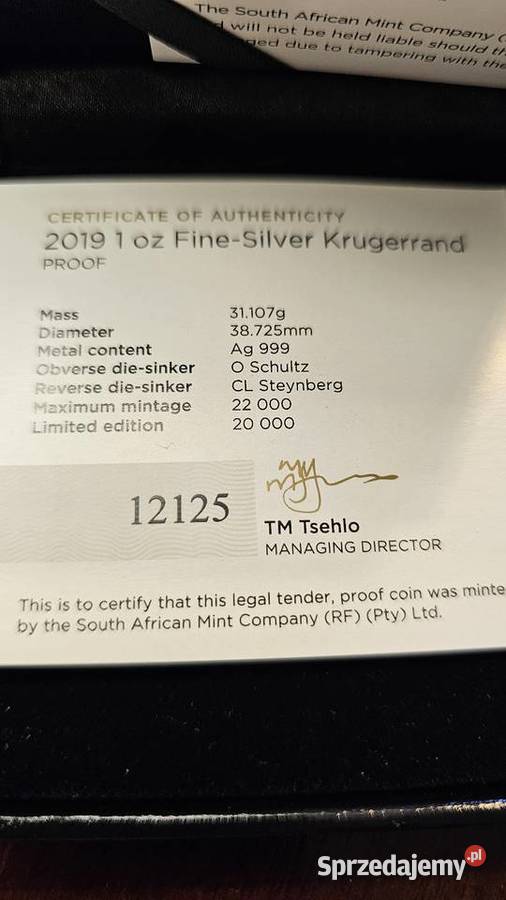 The South African Mint Company (
will not be held liable should th
ged due to tampering with the
CERTIFICATE OF AUTHENTICITY
2019 1 oz Fine-Silver Krugerrand
PROOF
Mass 31.107g
Diameter 38.725mm
Metal content Ag 999
Obverse die-sinker O Schultz
Reverse die-sinker CL Steynberg
Maximum mintage 22 000
Limited edition 20 000
12125
TM Tsehlo
MANAGING DIRECTOR
This is to certify that this legal tender, proof coin was minte
by the South African Mint Company (RF) (Pty) Ltd.
Sprzedajemy.pl